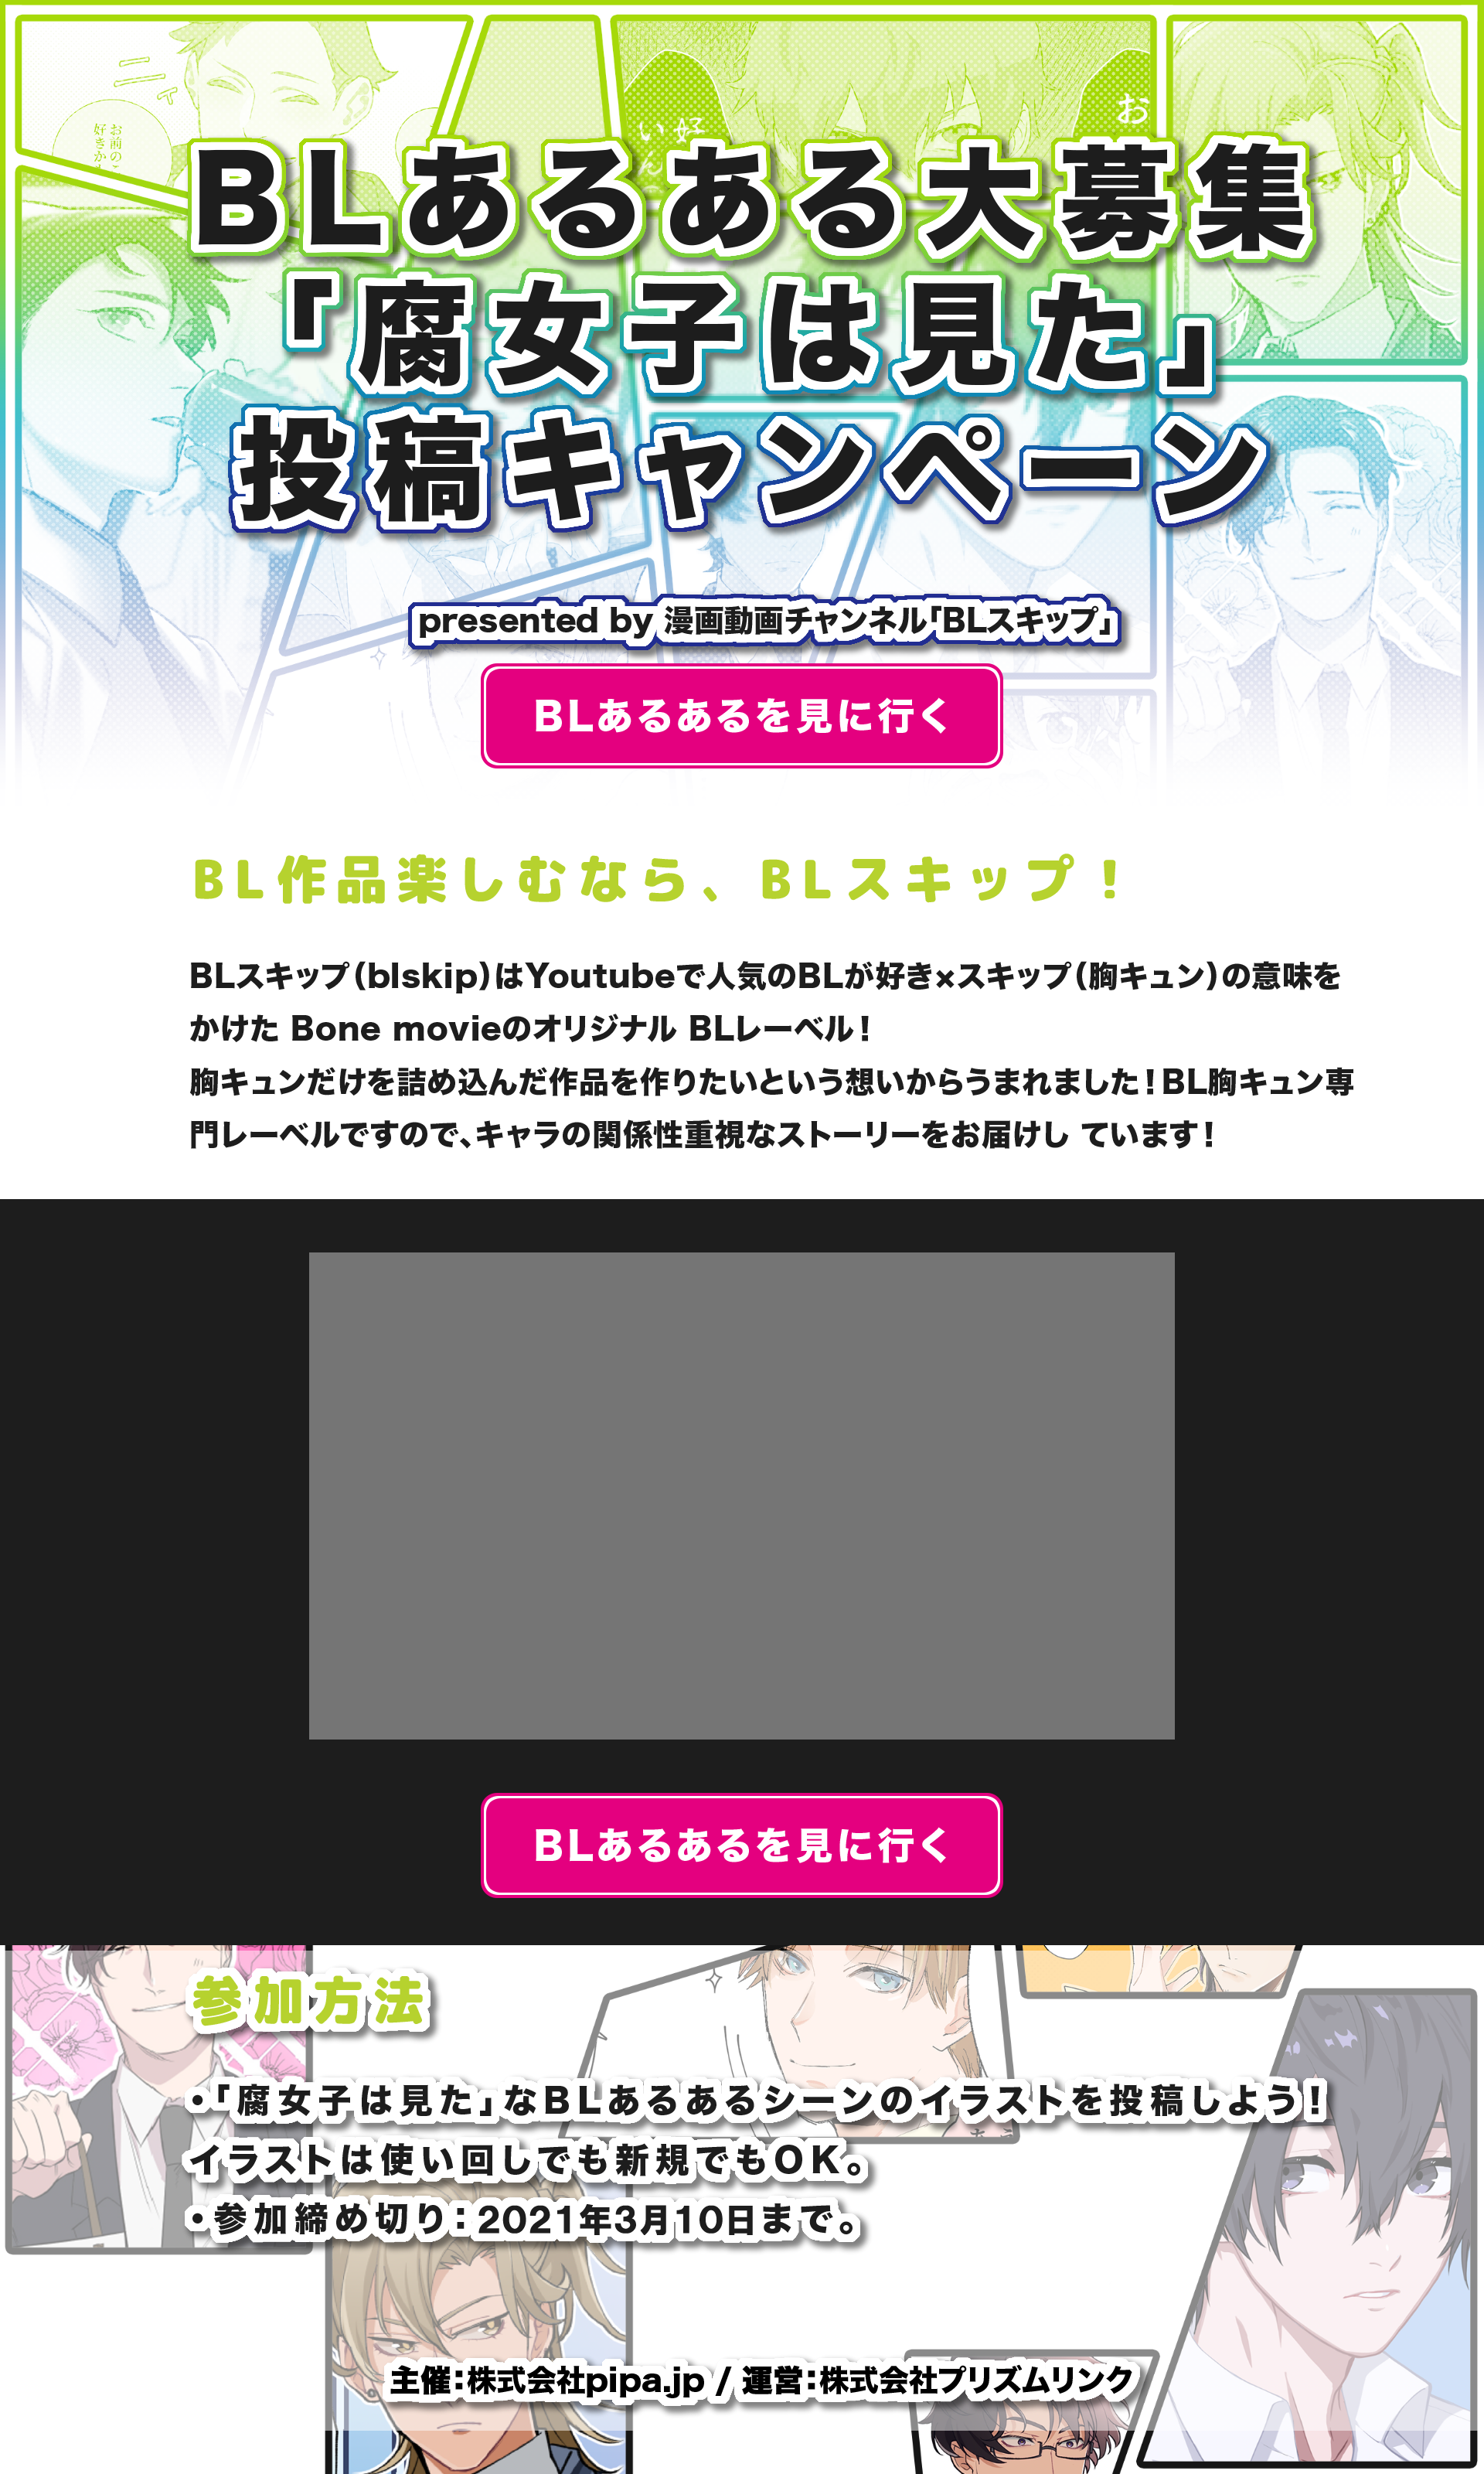 ニィ
お前のこ
好きかも
好
い
ん
お
BLあるある大募集
「腐女子は見た」
投稿キャンペーン
presented by 漫画動画チャンネル「BLスキップ」
BLあるあるを見に行く
BL作品楽しむなら、BLスキップ！
BLスキップ（blskip）はYoutubeで人気のBLが好き×スキップ（胸キュン）の意味を
かけた Bone movieのオリジナル BLレーベル！
胸キュンだけを詰め込んだ作品を作りたいという想いからうまれました！BL胸キュン専
門レーベルですので、キャラの関係性重視なストーリーをお届けし ています！
BLあるあるを見に行く
参加方法
・「腐女子は見た」なBLあるあるシーンのイラストを投稿しよう！
イラストは使い回しでも新規でもOK。
・参加締め切り：2021年3月10日まで。
主催：株式会社pipa.jp / 運営：株式会社プリズムリンク